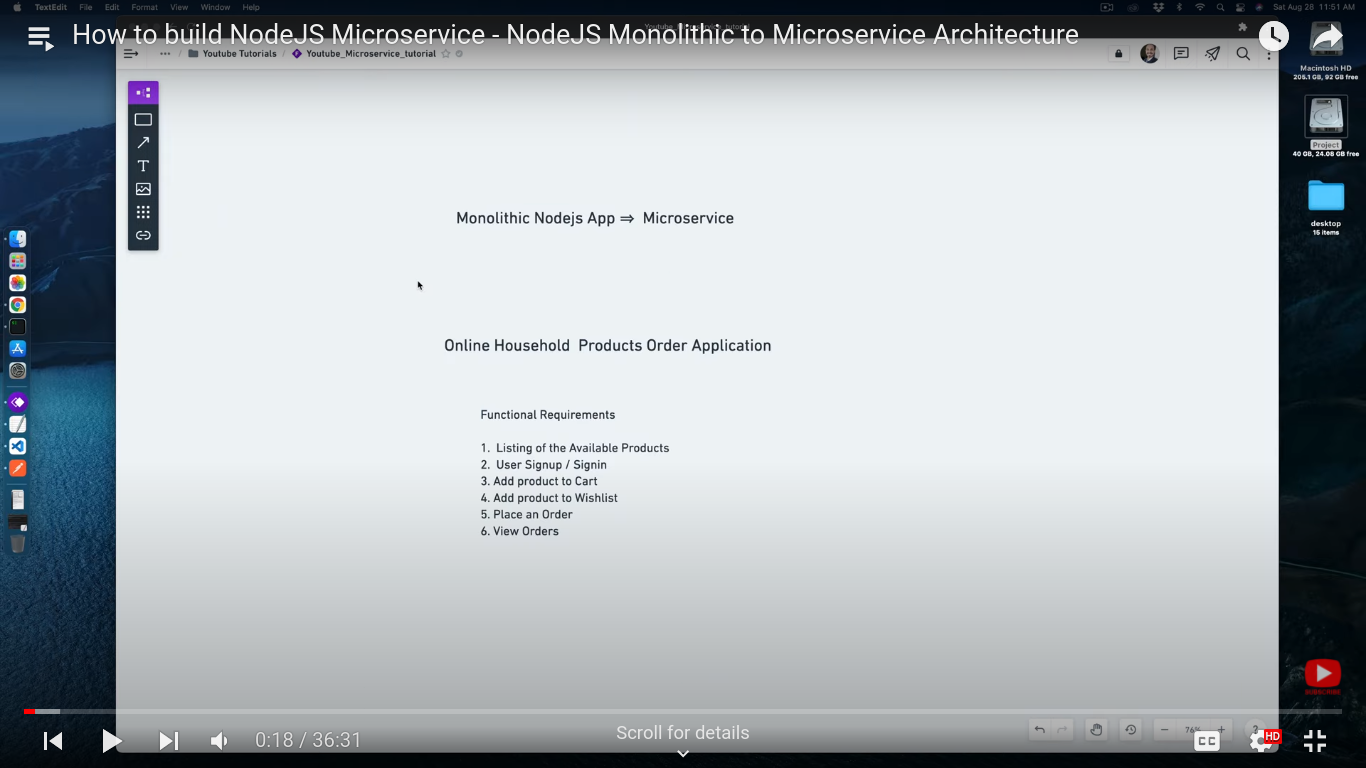 TextEdit File Edit Format View Window Help
Sat Aug 28 11:51 AM
Youtube_Microservice_tutorial
How to build NodeJS Microservice - NodeJS Monolithic to Microservice Architecture
Youtube Tutorials / Youtube_Microservice_tutorial
Macintosh HD
205.1 GB, 92 GB free
Project
40 GB, 24.08 GB free
desktop
15 items
T
Monolithic Nodejs App ⇒ Microservice
Online Household Products Order Application
Functional Requirements
1. Listing of the Available Products
2. User Signup / Signin
3. Add product to Cart
4. Add product to Wishlist
5. Place an Order
6. View Orders
SUBSCRIBE
0:18 / 36:31
Scroll for details
76%
?
CC
HD